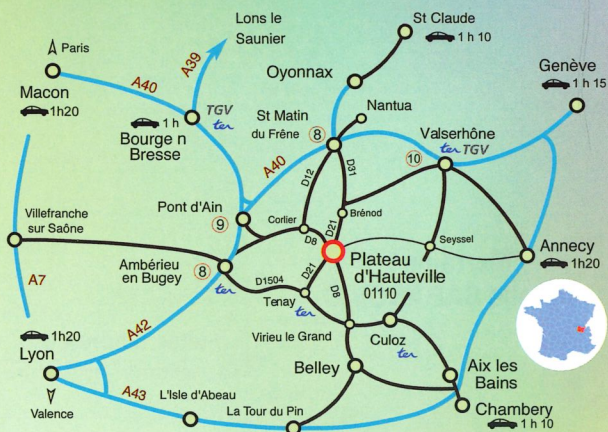 Lons le
Saunier
St Claude
1 h 10
Paris
A39
A40
Oyonnax
Genève
1 h 15
Macon
1h20
TGV
ter
1 h
Bourge n
Bresse
St Matin
du Frêne
8
Nantua
Valserhône
ter TGV
10
A40
D12
D31
Pont d'Ain
9
Corlier
D8
D21
Brénod
Villefranche
sur Saône
Seyssel
Annecy
1h20
Ambérieu
en Bugey
8
ter
Plateau
d'Hauteville
01110
D1504
D21
Tenay
ter
D8
A7
A42
1h20
Lyon
Virieu le Grand
Culoz
ter
Belley
Aix les
Bains
A43
L'Isle d'Abeau
Valence
La Tour du Pin
Chambery
1 h 10